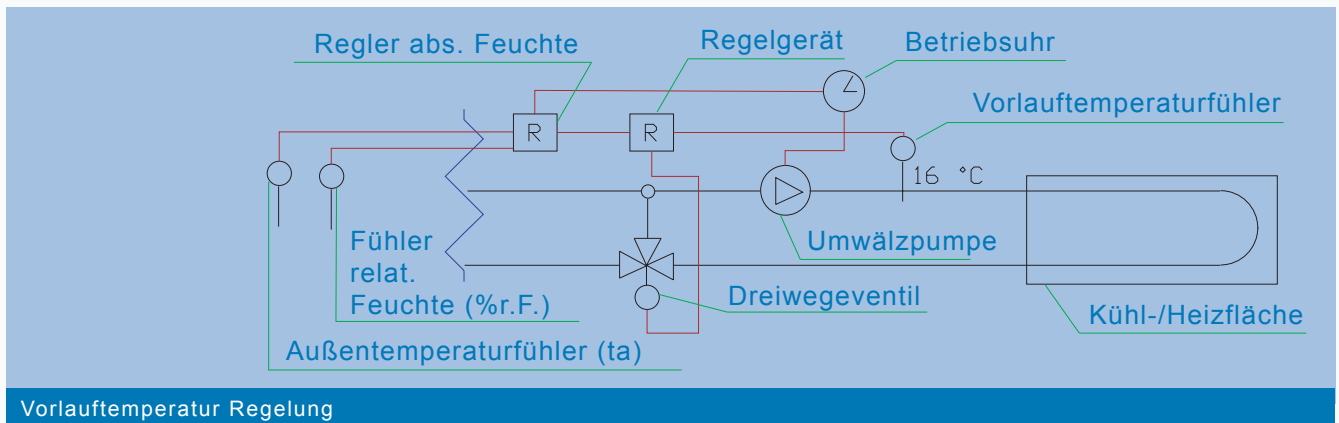 Regler abs. Feuchte
Regelgerät
Betriebsuhr
Vorlauftemperaturfühler
R
R
16 °C
Fühler
relat.
Feuchte (%r.F.)
Umwälzpumpe
Dreiwegeventil
Kühl-/Heizfläche
Außentemperaturfühler (ta)
Vorlauftemperatur Regelung